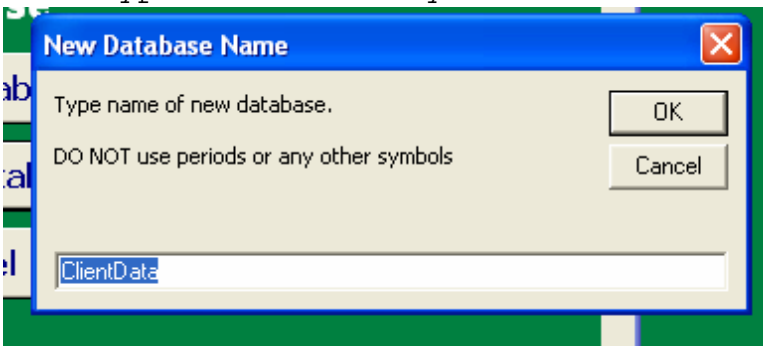 New Database Name
Type name of new database.
OK
DO NOT use periods or any other symbols
Cancel
ClientData